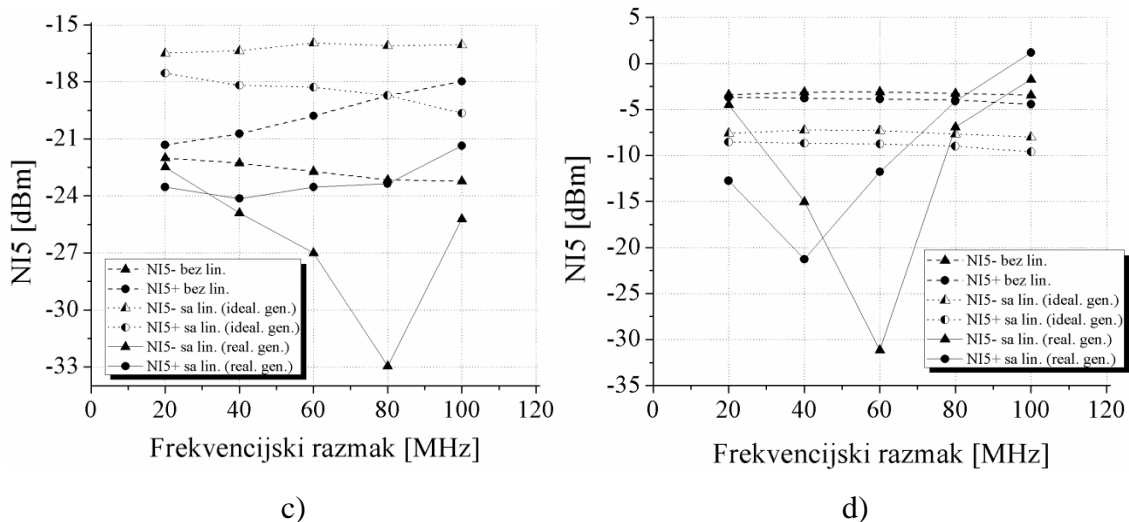 -15
-18
-21
-24
-27
-30
-33
NI5 [dBm]
NI5- bez lin.
NI5+ bez lin.
NI5- sa lin. (ideal. gen.)
NI5+ sa lin. (ideal. gen.)
NI5- sa lin. (real. gen.)
NI5+ sa lin. (real. gen.)
0 20 40 60 80 100 120
Frekvencijski razmak [MHz]
c)
5
0
-5
-10
-15
-20
-25
-30
-35
NI5 [dBm]
NI5- bez lin.
NI5+ bez lin.
NI5- sa lin. (ideal. gen.)
NI5+ sa lin. (ideal. gen.)
NI5- sa lin. (real. gen.)
NI5+ sa lin. (real. gen.)
0 20 40 60 80 100 120
Frekvencijski razmak [MHz]
d)